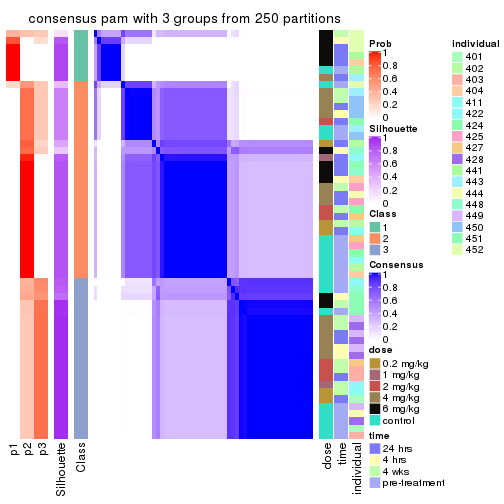 consensus pam with 3 groups from 250 partitions
p1
p2
p3
Silhouette
Class
dose
time
individual
Prob
1
0.8
0.6
0.4
0.2
0
Silhouette
1
0.8
0.6
0.4
0.2
0
Class
1
2
3
Consensus
1
0.8
0.6
0.4
0.2
0
dose
0.2 mg/kg
1 mg/kg
2 mg/kg
4 mg/kg
6 mg/kg
control
time
24 hrs
4 hrs
4 wks
pre-treatment
individual
401
402
403
404
411
422
424
425
427
428
441
443
444
448
449
450
451
452